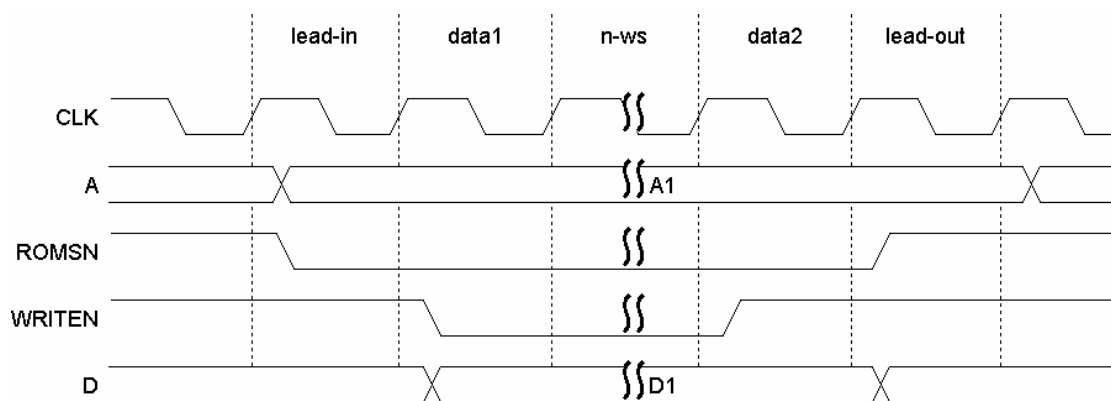 lead-in data1 n-ws data2 lead-out
CLK
A A1
ROMSN
WRITEN
D D1